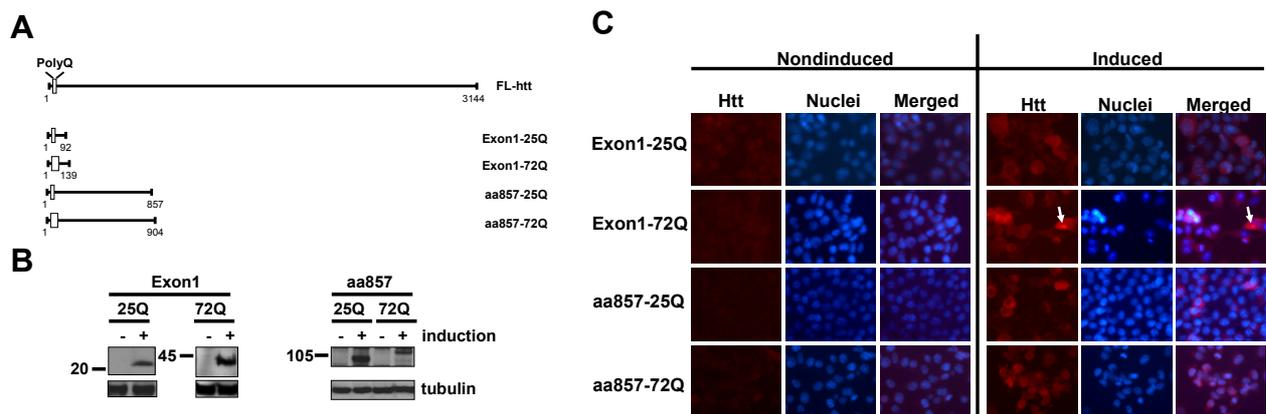 A
PolyQ
1 3144 FL-htt
1 92 Exon1-25Q
1 139 Exon1-72Q
1 857 aa857-25Q
1 904 aa857-72Q
B
Exon1 aa857
25Q 72Q 25Q 72Q
- + - + - + - + induction
20 45 105
tubulin
C
Nondinduced Induced
Htt Nuclei Merged Htt Nuclei Merged
Exon1-25Q
Exon1-72Q
aa857-25Q
aa857-72Q